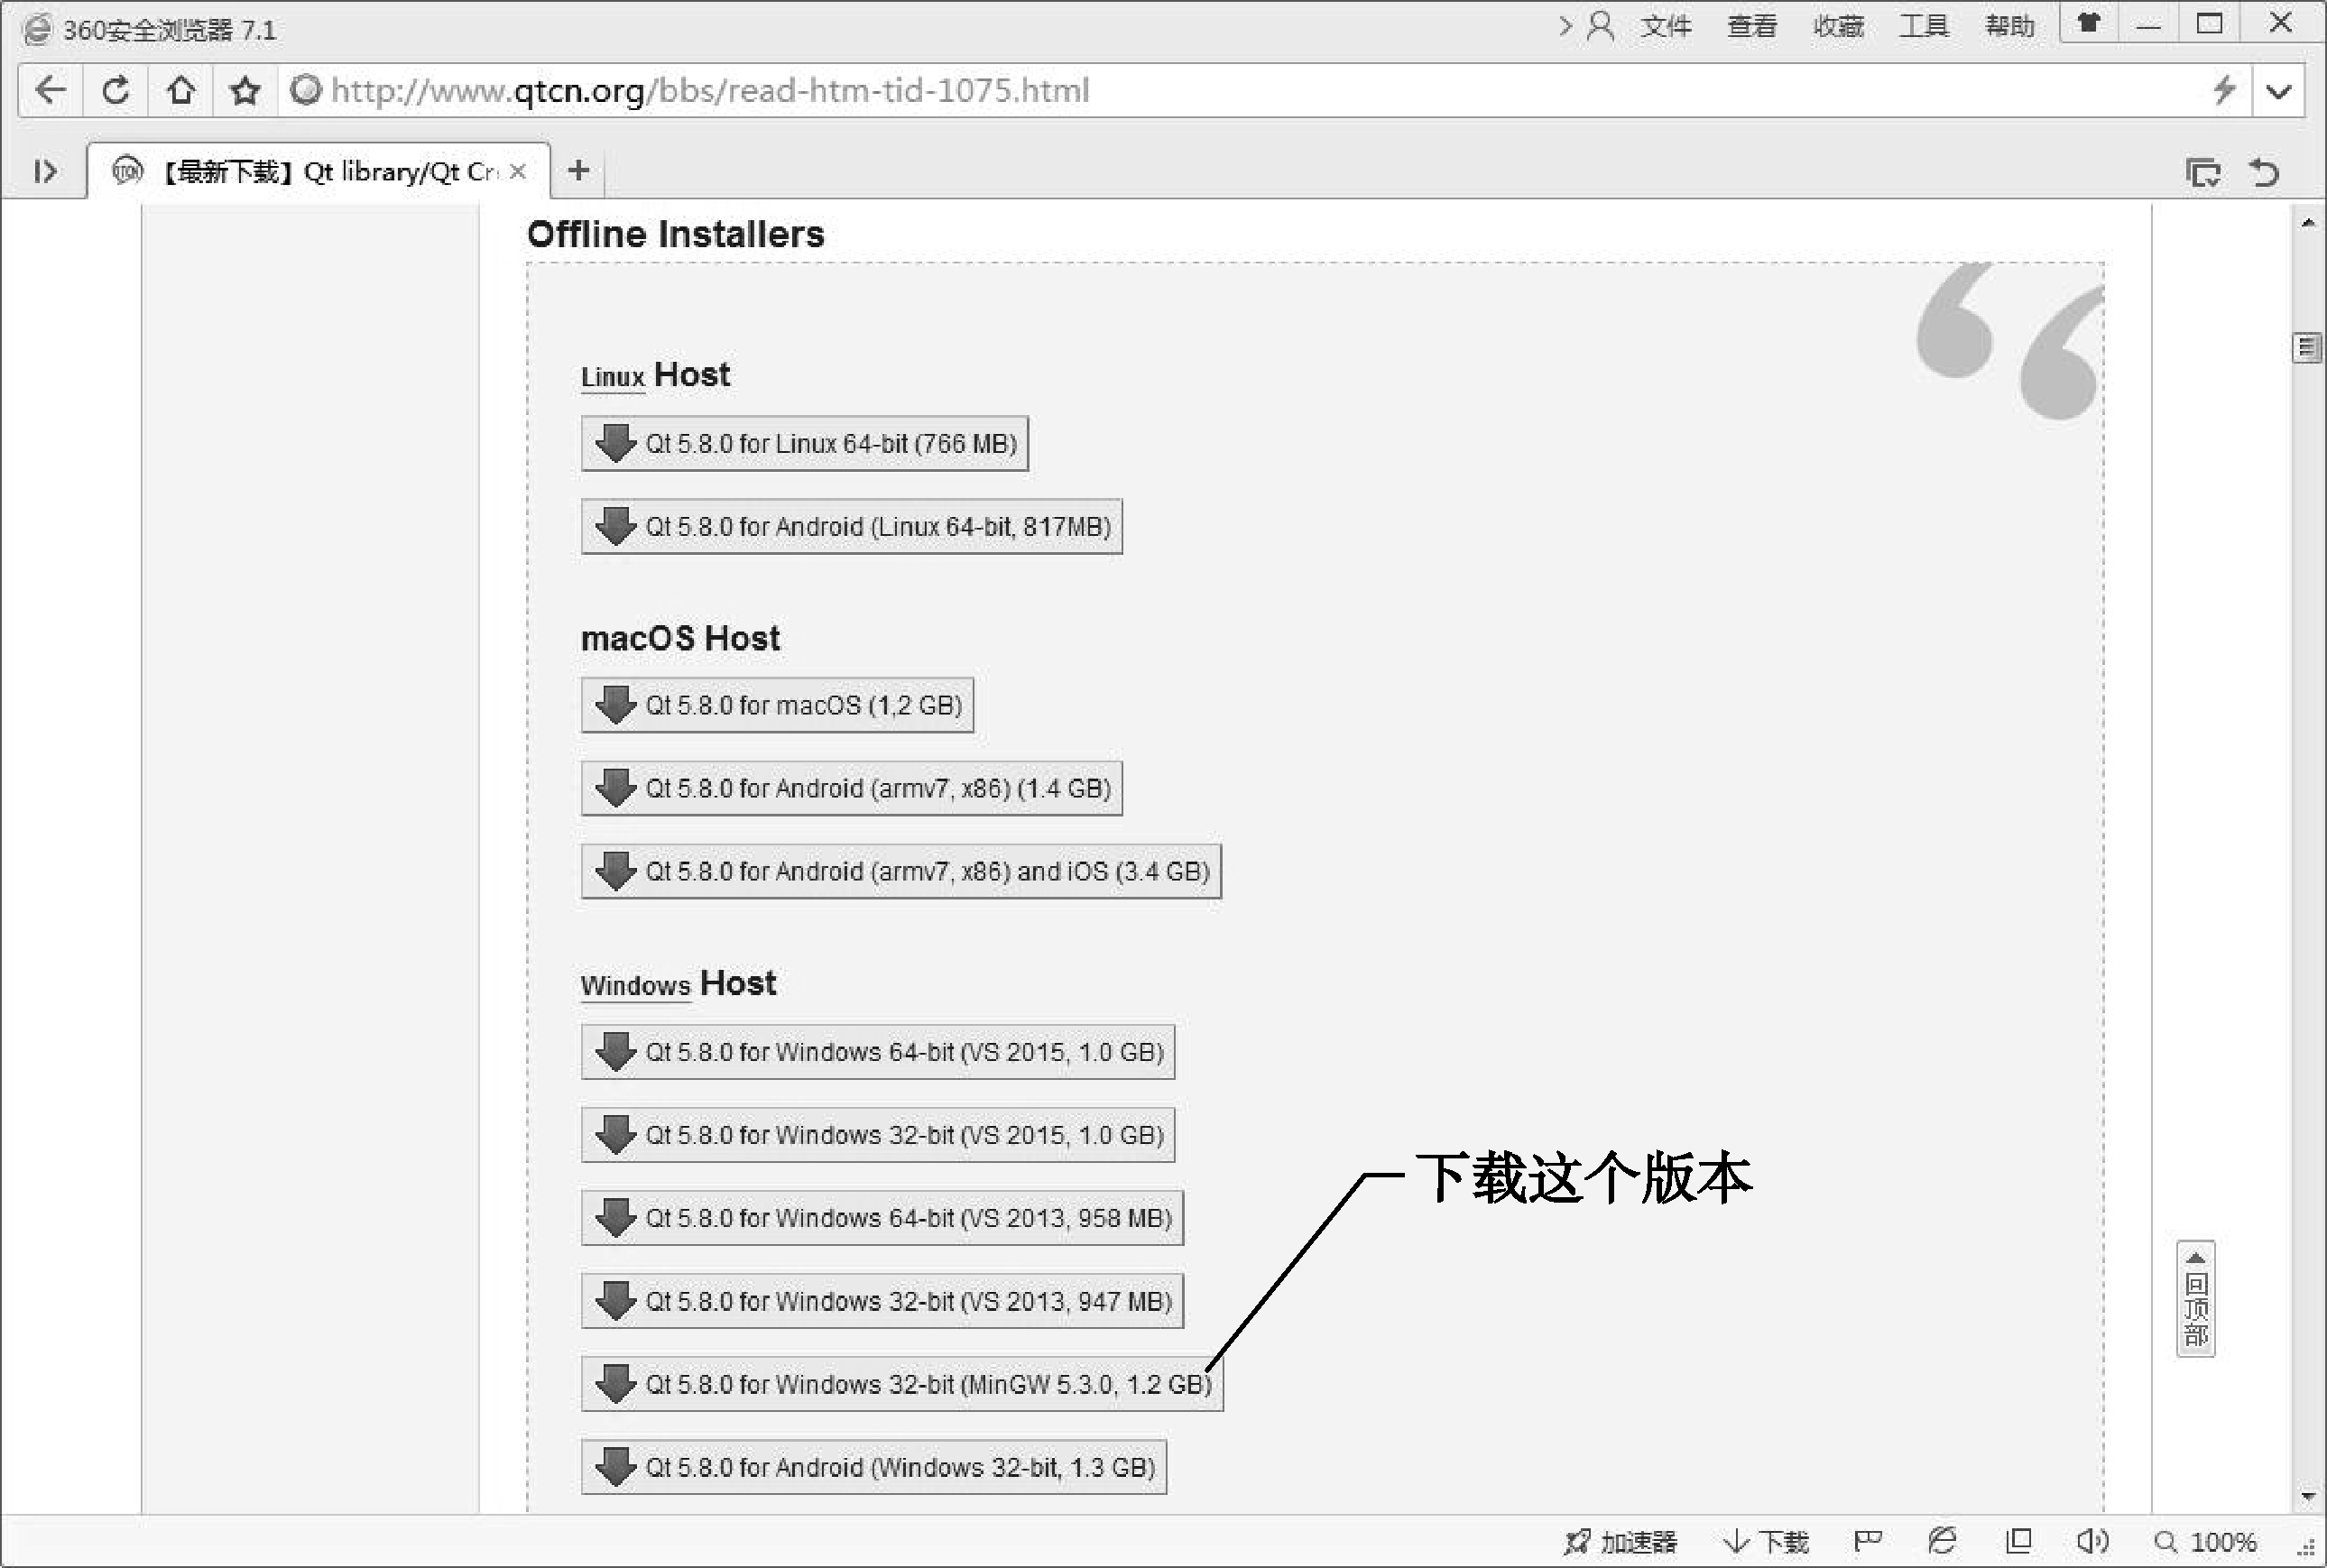 360安全浏览器 7.1
文件 查看 收藏 工具 帮助
http://www.qtcn.org/bbs/read-htm-tid-1075.html
【最新下载】Qt library/Qt Cr
Offline Installers
Linux Host
Qt 5.8.0 for Linux 64-bit (766 MB)
Qt 5.8.0 for Android (Linux 64-bit, 817MB)
macOS Host
Qt 5.8.0 for macOS (1,2 GB)
Qt 5.8.0 for Android (armv7, x86) (1.4 GB)
Qt 5.8.0 for Android (armv7, x86) and iOS (3.4 GB)
Windows Host
Qt 5.8.0 for Windows 64-bit (VS 2015, 1.0 GB)
Qt 5.8.0 for Windows 32-bit (VS 2015, 1.0 GB)
下载这个版本
Qt 5.8.0 for Windows 64-bit (VS 2013, 958 MB)
Qt 5.8.0 for Windows 32-bit (VS 2013, 947 MB)
Qt 5.8.0 for Windows 32-bit (MinGW 5.3.0, 1.2 GB)
Qt 5.8.0 for Android (Windows 32-bit, 1.3 GB)
回顶部
加速器 下载 100%